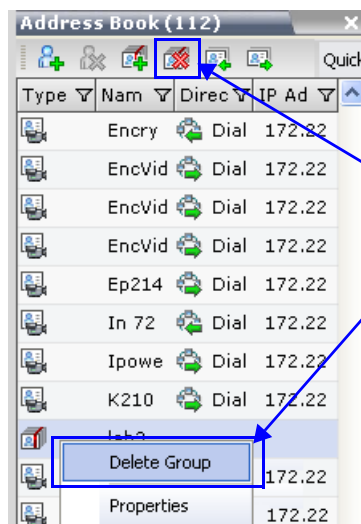 Address Book (112)
Quick
Type Nam Direc IP Ad
Encry Dial 172.22
EncVid Dial 172.22
EncVid Dial 172.22
EncVid Dial 172.22
Ep214 Dial 172.22
In 72 Dial 172.22
Ipowe Dial 172.22
K210 Dial 172.22
Delete Group
172.22
Properties
172.22